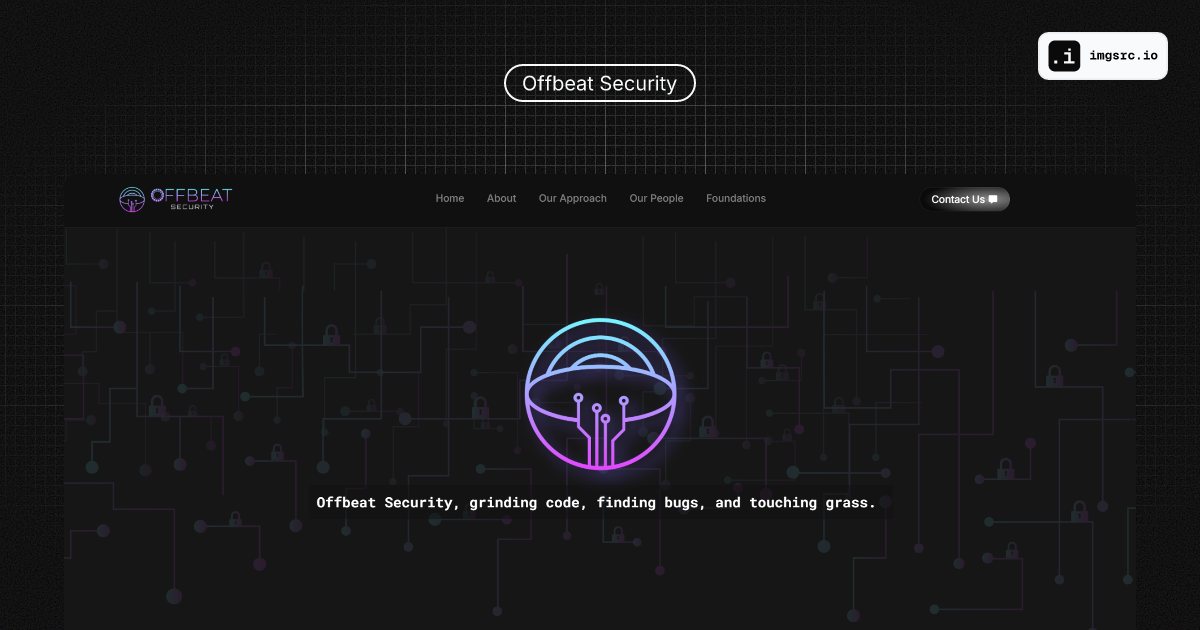 Offbeat Security
.i imgsrc.io
OFFBEAT
SECURITY
Home About Our Approach Our People Foundations
Contact Us
Offbeat Security, grinding code, finding bugs, and touching grass.